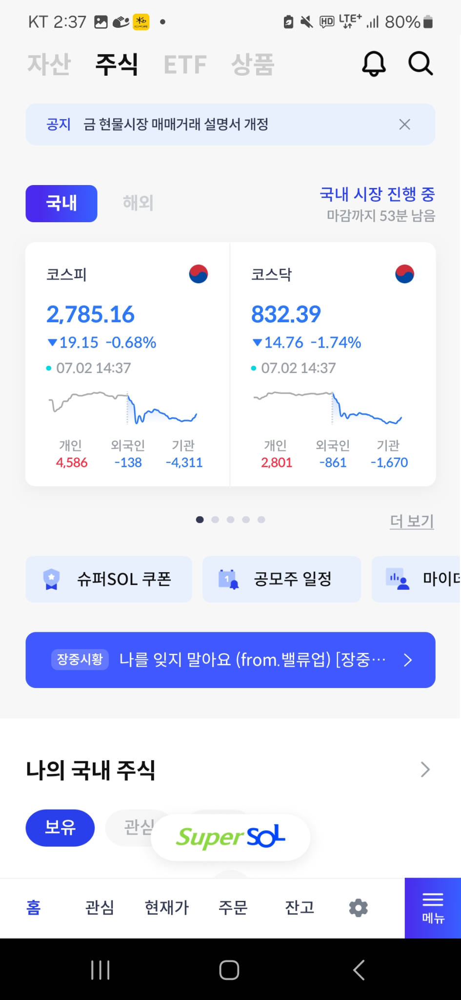 KT 2:37
HD LTE+ 80%
자산 주식 ETF 상품
공지 금 현물시장 매매거래 설명서 개정
국내 해외
국내 시장 진행 중
마감까지 53분 남음
코스피
2,785.16
▼19.15 -0.68%
07.02 14:37
개인 외국인 기관
4,586 -138 -4,311
코스닥
832.39
▼14.76 -1.74%
07.02 14:37
개인 외국인 기관
2,801 -861 -1,670
더 보기
슈퍼SOL 쿠폰
1 공모주 일정
마이
장중시황 나를 잊지 말아요 (from.밸류업) [장중…
나의 국내 주식
보유 관심
Super SOL
홈 관심 현재가 주문 잔고
메뉴